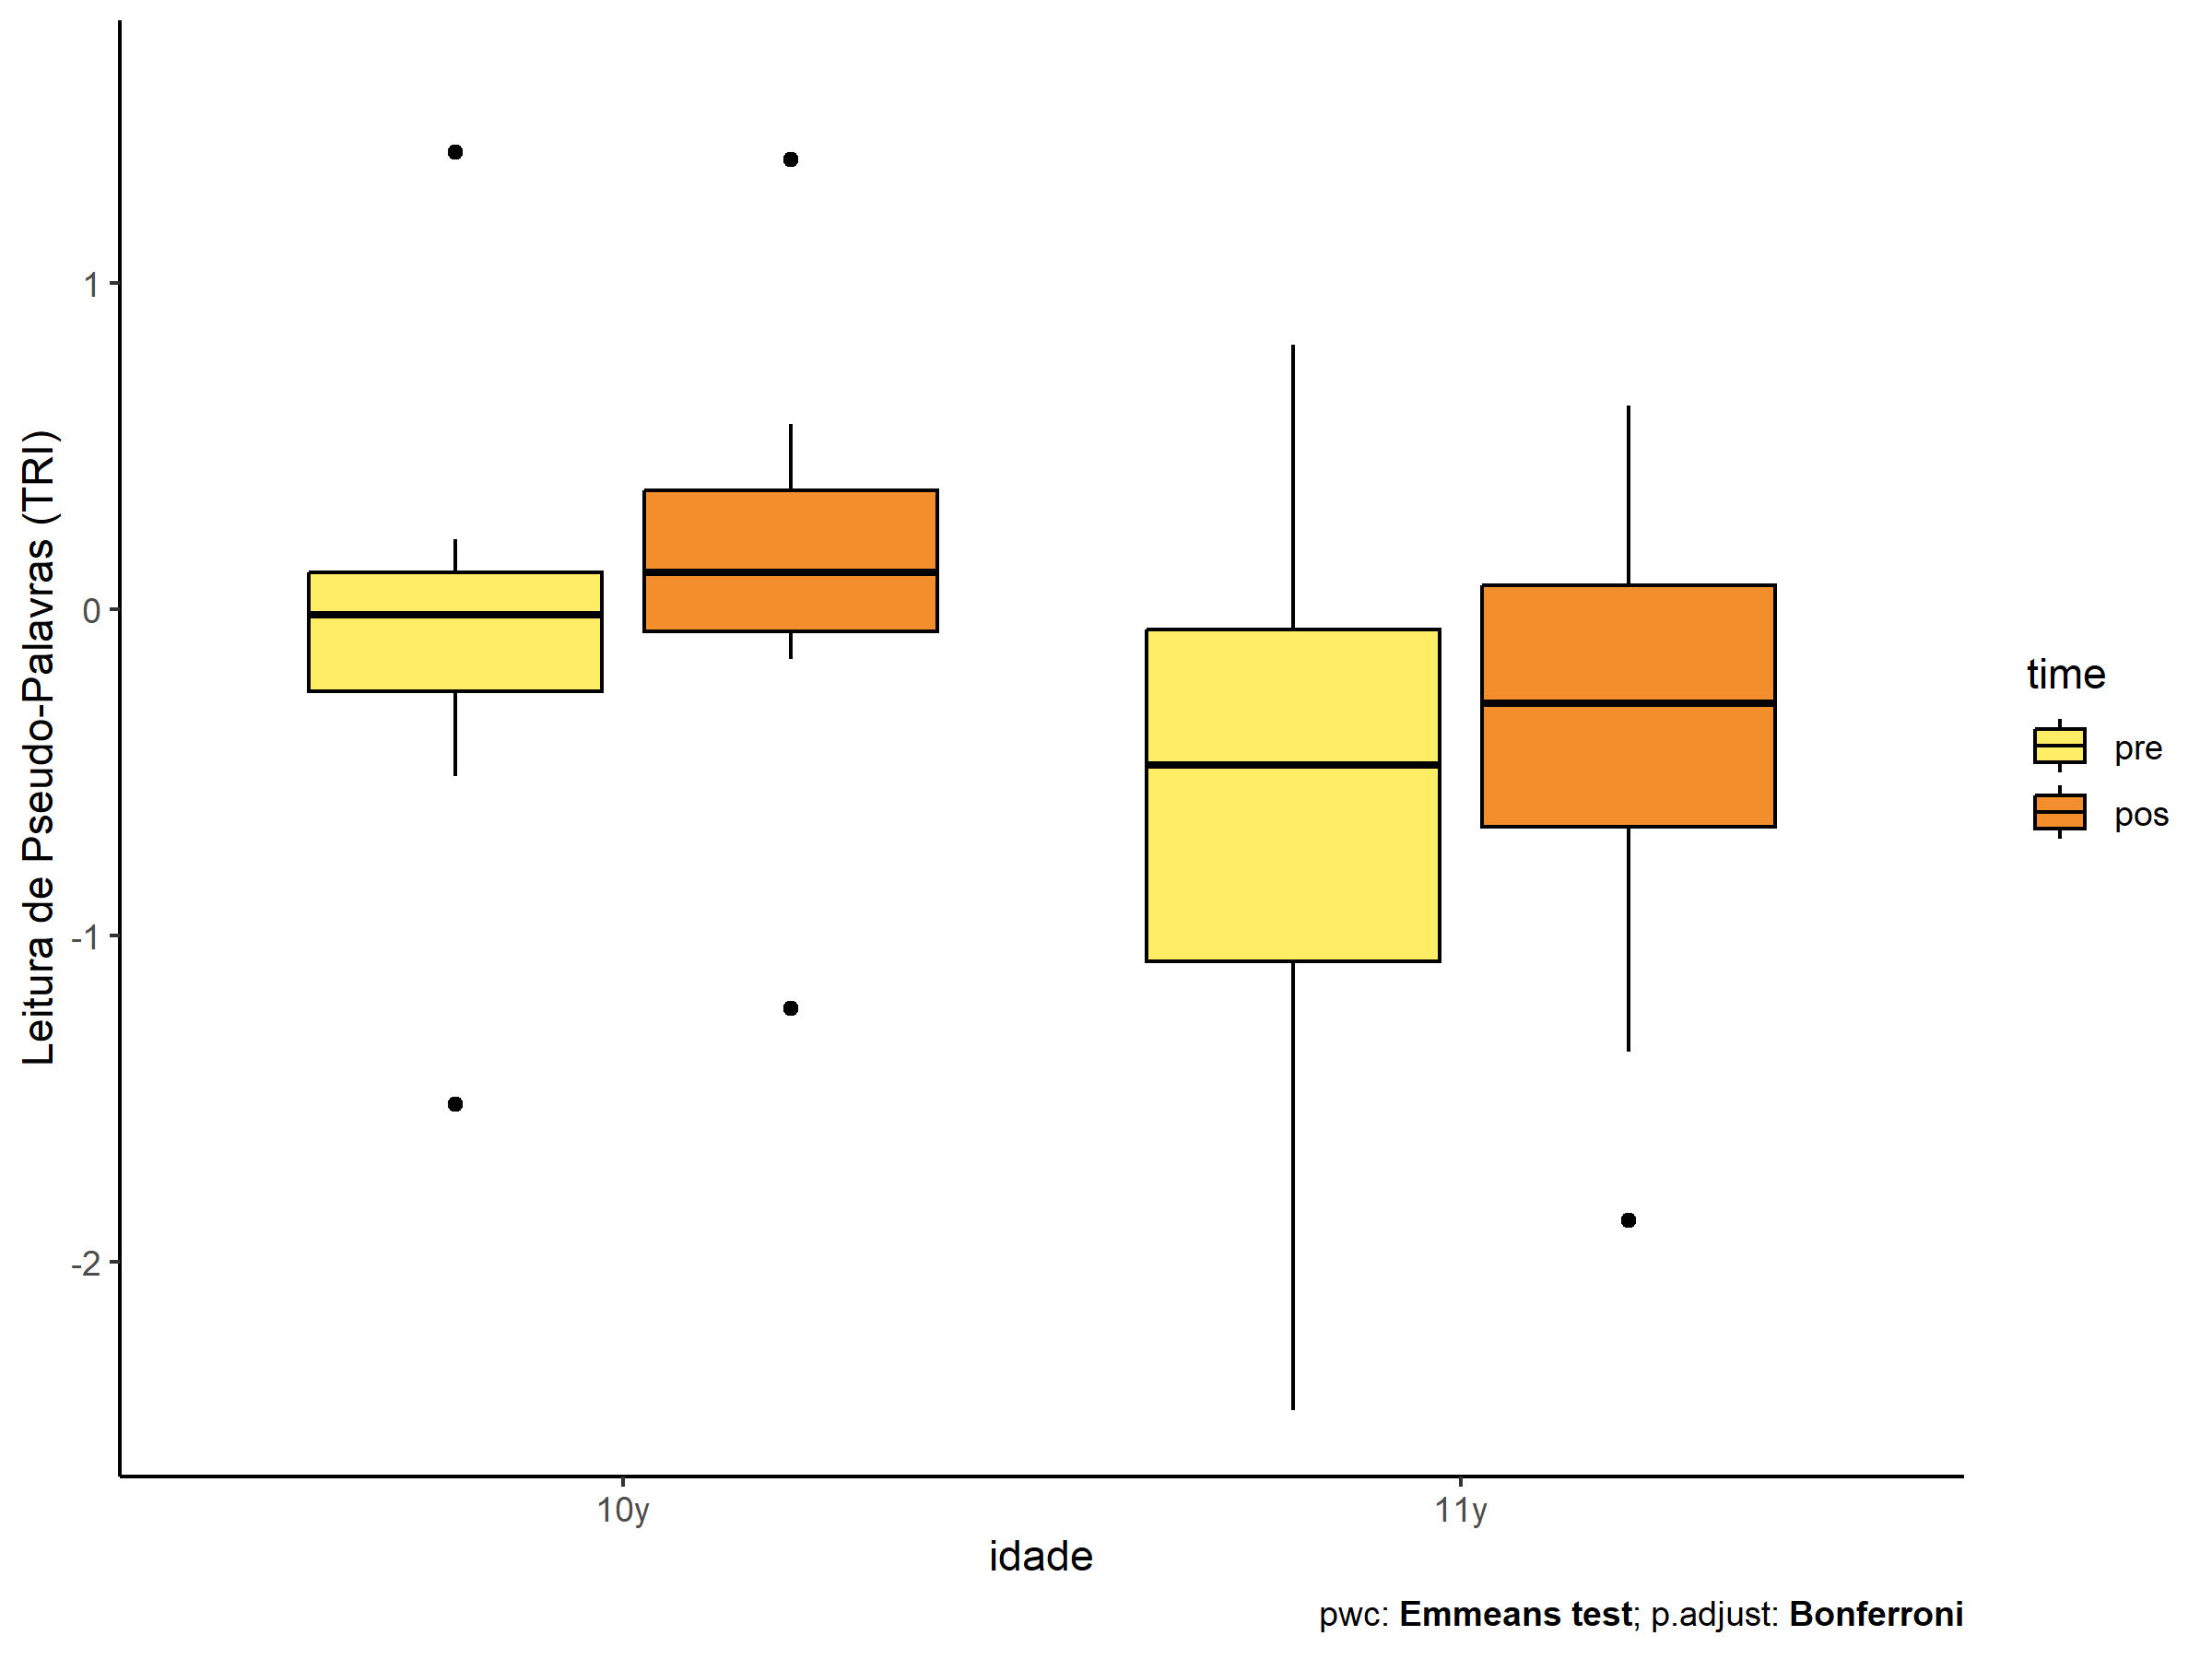 Leitura de Pseudo-Palavras (TRI)
1
0
-1
-2
10y
11y
idade
time
pre
pos
pwc: Emmeans test; p.adjust: Bonferroni